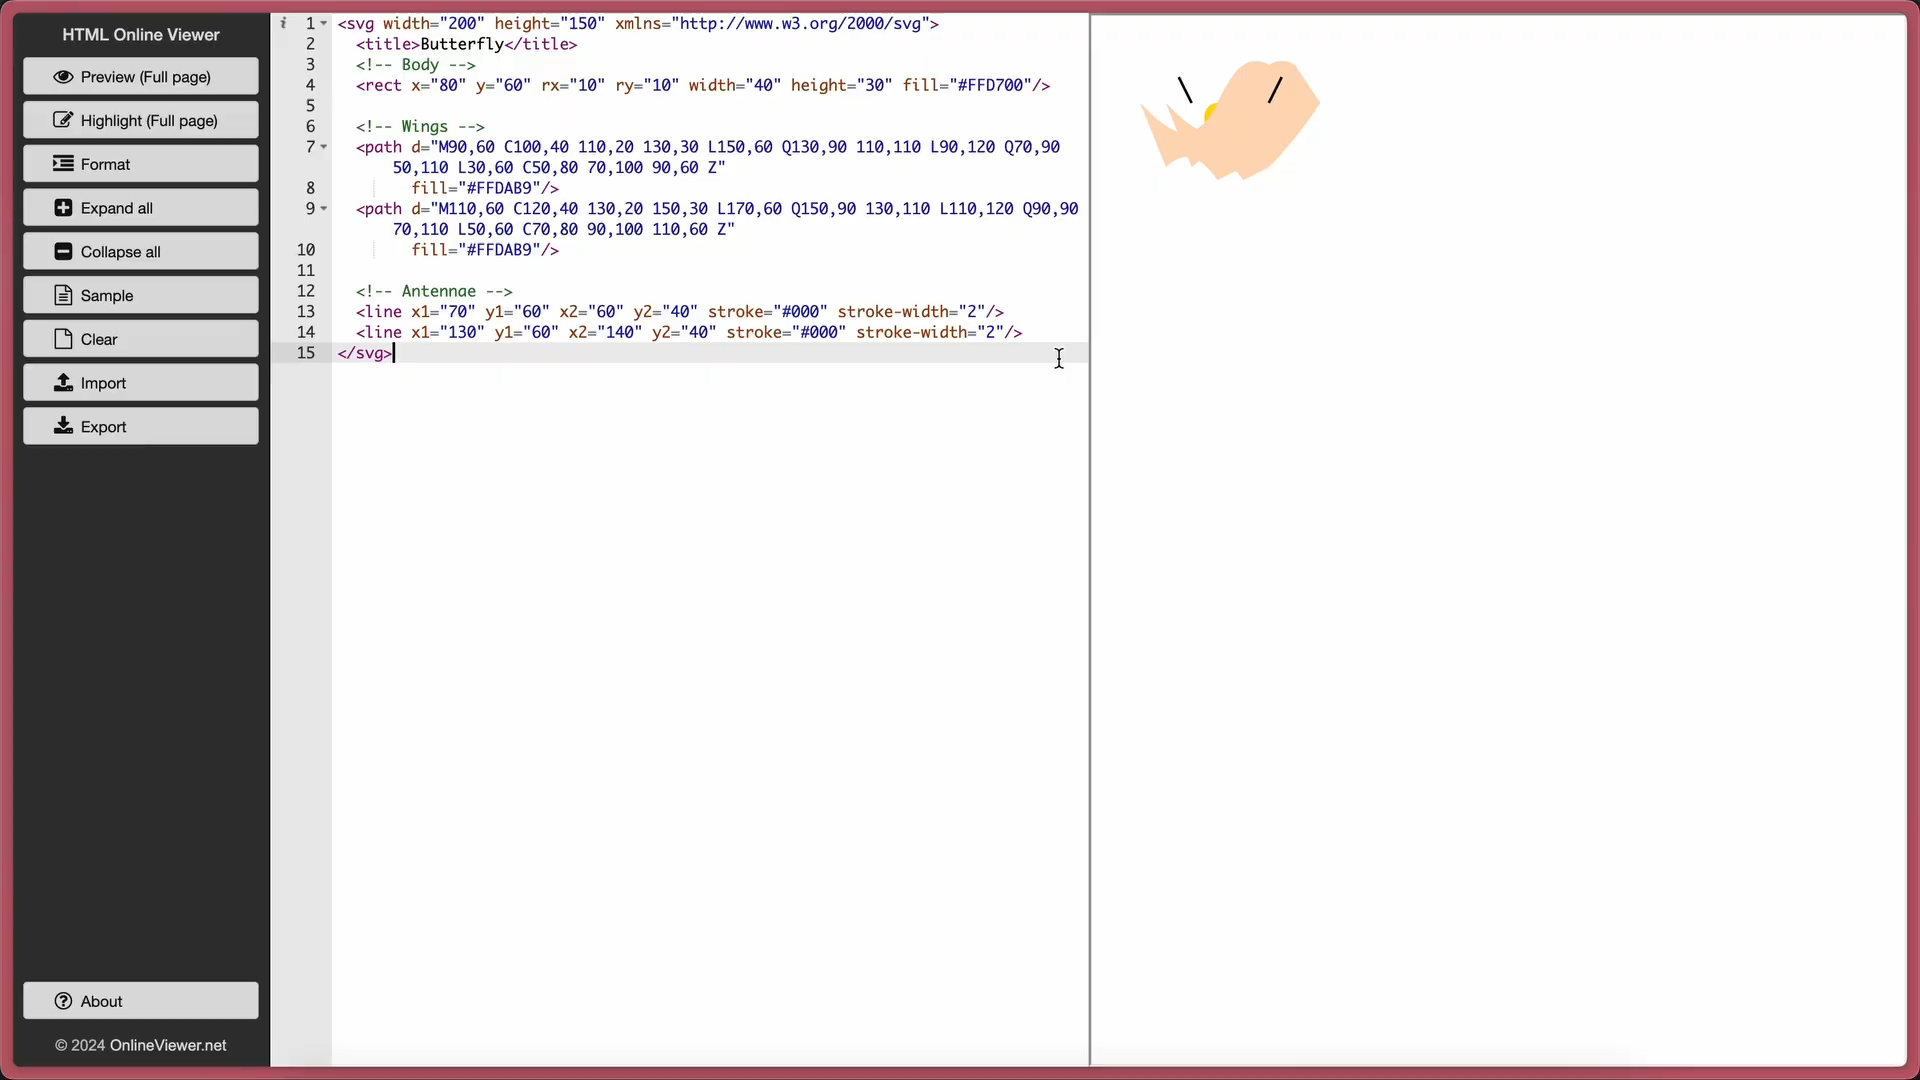 HTML Online Viewer
Preview (Full page)
Highlight (Full page)
Format
Expand all
Collapse all
Sample
Clear
Import
Export
About
© 2024 OnlineViewer.net
i 1 <svg width="200" height="150" xmlns="http://www.w3.org/2000/svg">
2 <title>Butterfly</title>
3 <!-- Body -->
4 <rect x="80" y="60" rx="10" ry="10" width="40" height="30" fill="#FFD700"/>
5
6 <!-- Wings -->
7 <path d="M90,60 C100,40 110,20 130,30 L150,60 Q130,90 110,110 L90,120 Q70,90
50,110 L30,60 C50,80 70,100 90,60 Z"
8 fill="#FFDAB9"/>
9 <path d="M110,60 C120,40 130,20 150,30 L170,60 Q150,90 130,110 L110,120 Q90,90
70,110 L50,60 C70,80 90,100 110,60 Z"
10 fill="#FFDAB9"/>
11
12 <!-- Antennae -->
13 <line x1="70" y1="60" x2="60" y2="40" stroke="#000" stroke-width="2"/>
14 <line x1="130" y1="60" x2="140" y2="40" stroke="#000" stroke-width="2"/>
15 </svg>